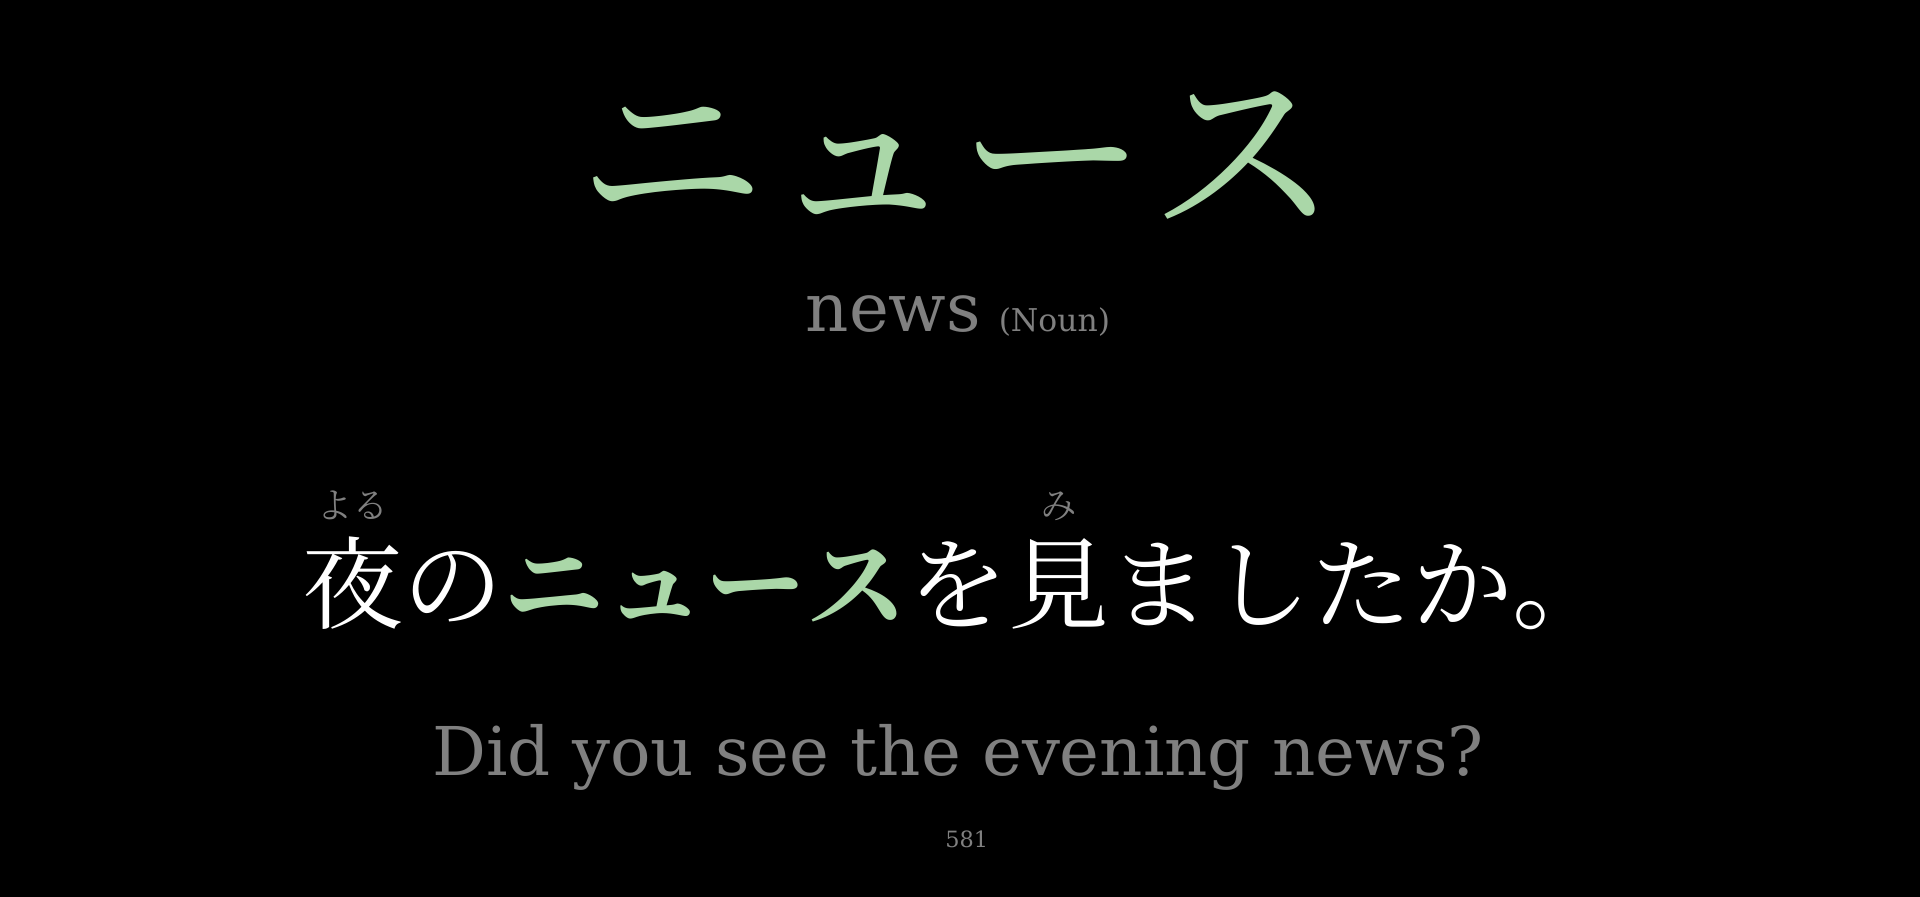 ニュース
news (Noun)
よる み
夜のニュースを見ましたか。
Did you see the evening news?
581